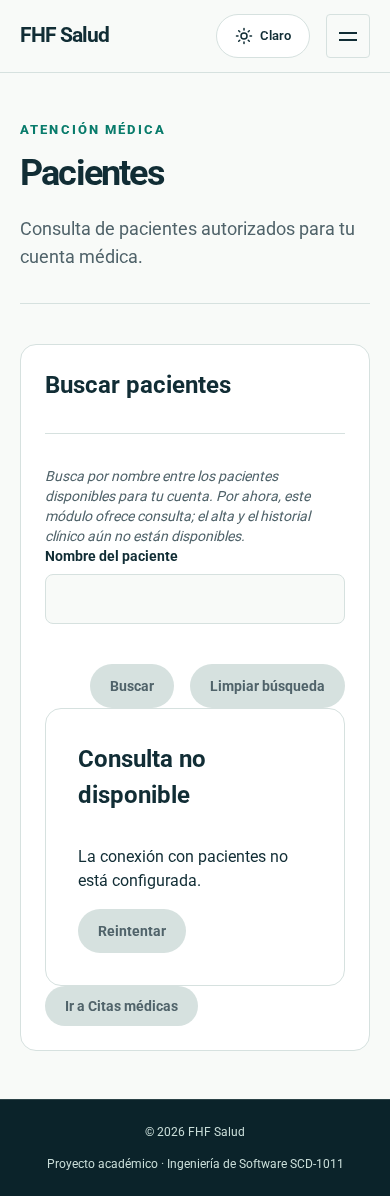 FHF Salud
Claro
ATENCIÓN MÉDICA
Pacientes
Consulta de pacientes autorizados para tu
cuenta médica.
Buscar pacientes
Busca por nombre entre los pacientes
disponibles para tu cuenta. Por ahora, este
módulo ofrece consulta; el alta y el historial
clínico aún no están disponibles.
Nombre del paciente
Buscar
Limpiar búsqueda
Consulta no
disponible
La conexión con pacientes no
está configurada.
Reintentar
Ir a Citas médicas
© 2026 FHF Salud
Proyecto académico · Ingeniería de Software SCD-1011